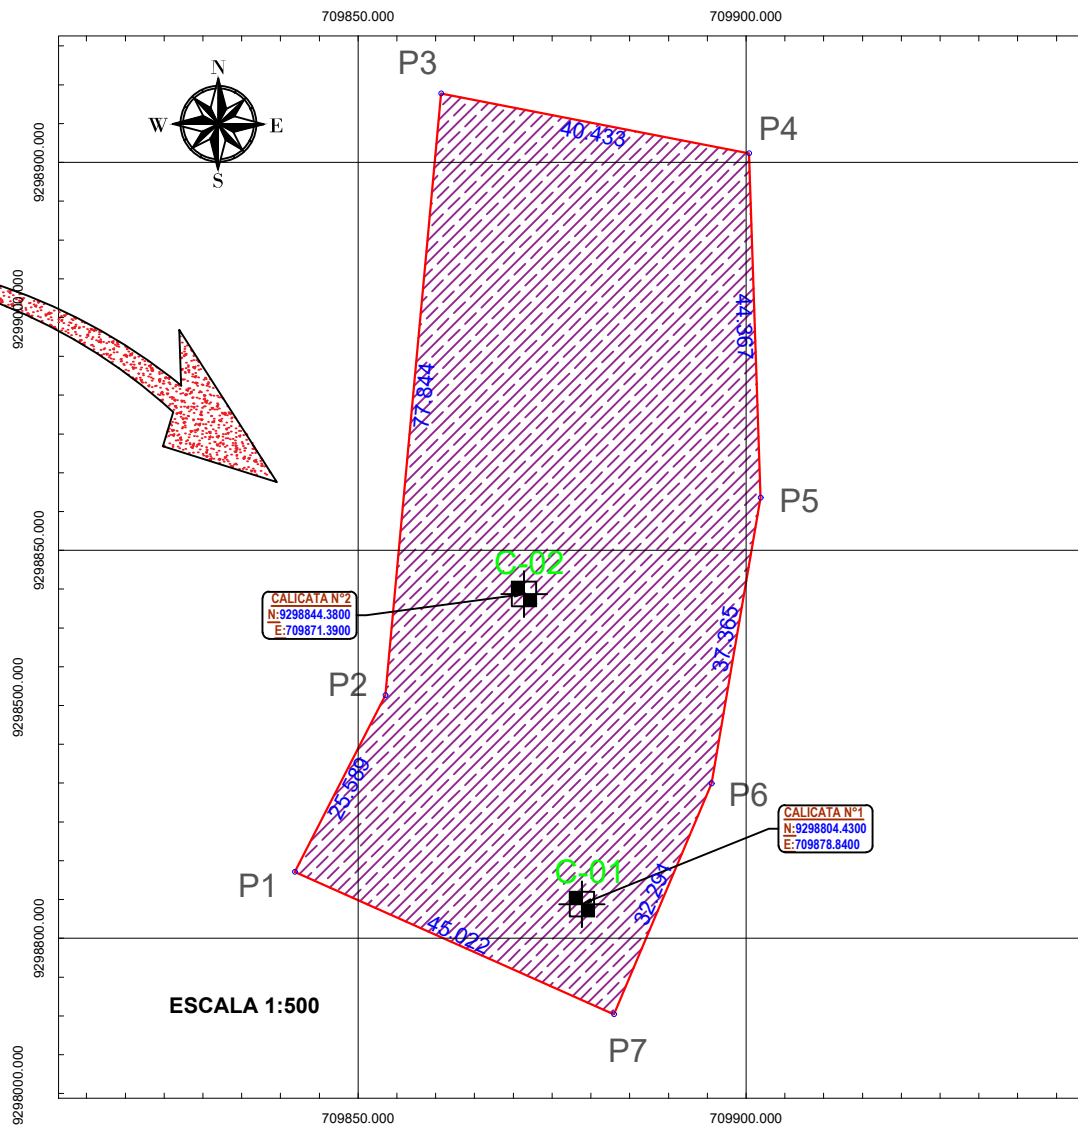 709850.000
709900.000
P3
N
W
E
S
P4
40.433
9298900.000
9299000.000
44.367
77.844
P5
C-02
9298850.000
CALICATA N°2
N:9298844.3800
E:709871.3900
37.365
P2
9298500.000
25.589
P6
CALICATA N°1
N:9298804.4300
E:709878.8400
C-01
P1
32.291
45.022
9298800.000
ESCALA 1:500
P7
9298000.000
709850.000
709900.000